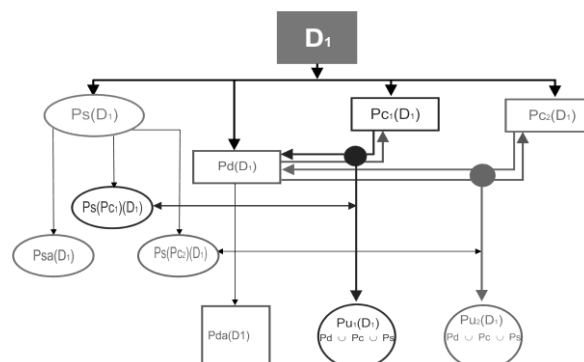 D₁
Ps(D₁)
Pc₁(D₁)
Pc₂(D₁)
Pd(D₁)
Ps(Pc₁)(D₁)
Psa(D₁)
Ps(Pc₂)(D₁)
Pda(D1)
Pu₁(D₁)
Pd ∪ Pc ∪ Ps
Pu₂(D₁)
Pd ∪ Pc ∪ Ps